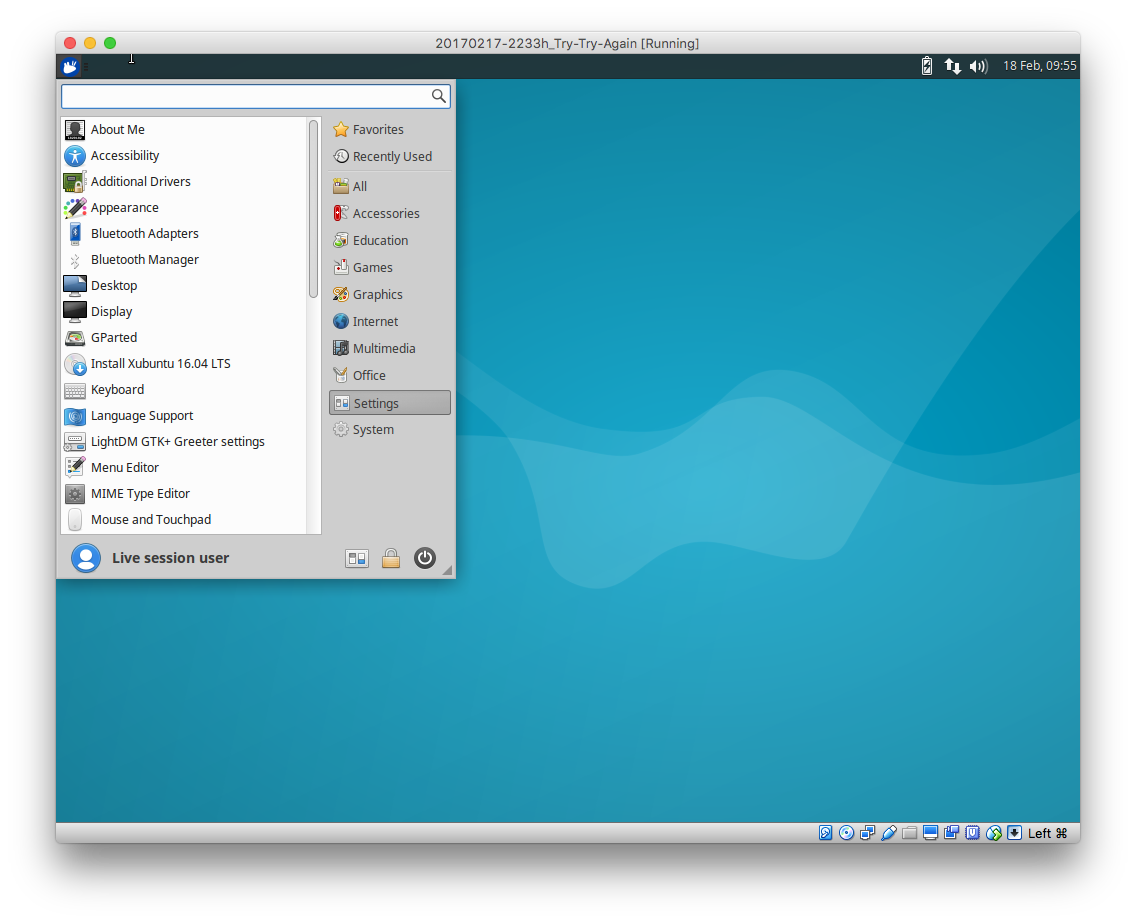 20170217-2233h_Try-Try-Again [Running]
18 Feb, 09:55
About Me
Accessibility
Additional Drivers
Appearance
Bluetooth Adapters
Bluetooth Manager
Desktop
Display
GParted
Install Xubuntu 16.04 LTS
Keyboard
Language Support
LightDM GTK+ Greeter settings
Menu Editor
MIME Type Editor
Mouse and Touchpad
Favorites
Recently Used
All
Accessories
Education
Games
Graphics
Internet
Multimedia
Office
Settings
System
Live session user
Left ⌘